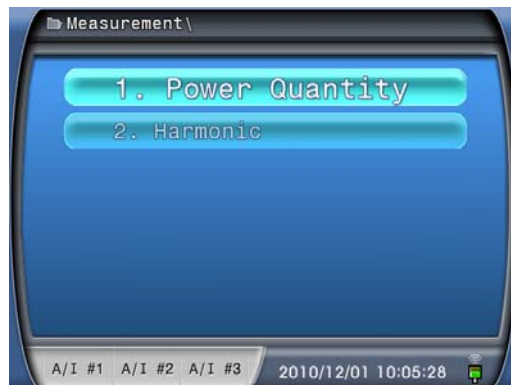 Measurement\
1. Power Quantity
2. Harmonic
A/I #1 A/I #2 A/I #3 2010/12/01 10:05:28